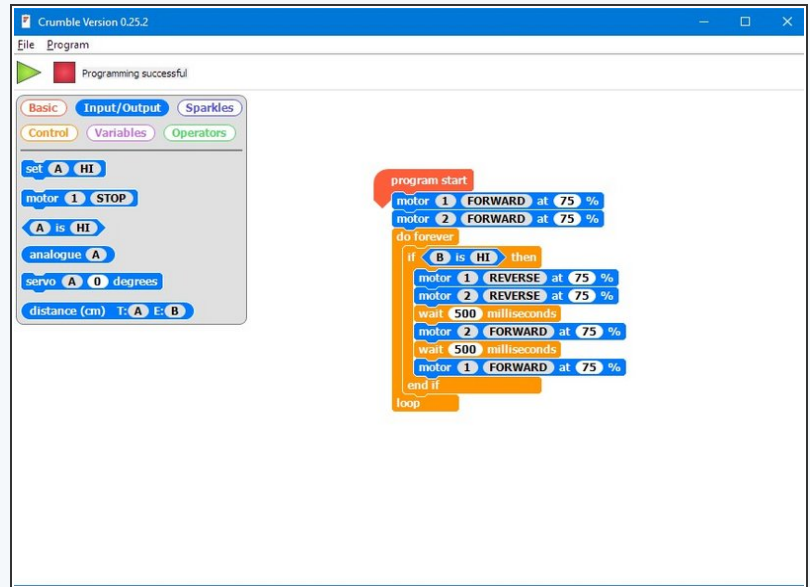 Crumble Version 0.25.2
File Program
Programming successful
Basic Input/Output Sparkles
Control Variables Operators
set A HI
motor 1 STOP
A is HI
analogue A
servo A 0 degrees
distance (cm) T: A E: B
program start
motor 1 FORWARD at 75 %
motor 2 FORWARD at 75 %
do forever
if B is HI then
motor 1 REVERSE at 75 %
motor 2 REVERSE at 75 %
wait 500 milliseconds
motor 2 FORWARD at 75 %
wait 500 milliseconds
motor 1 FORWARD at 75 %
end if
loop